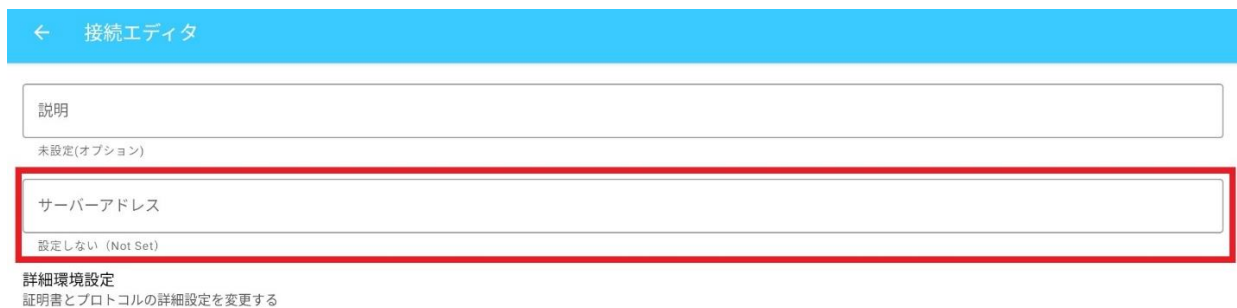 ← 接続エディタ
説明
未設定(オプション)
サーバーアドレス
設定しない（Not Set）
詳細環境設定
証明書とプロトコルの詳細設定を変更する